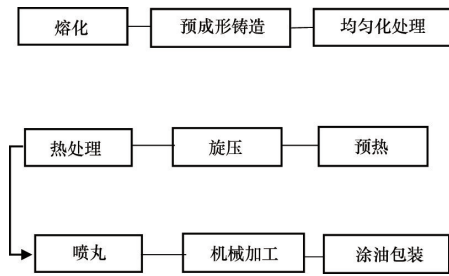 熔化
预成形铸造
均匀化处理
热处理
旋压
预热
喷丸
机械加工
涂油包装